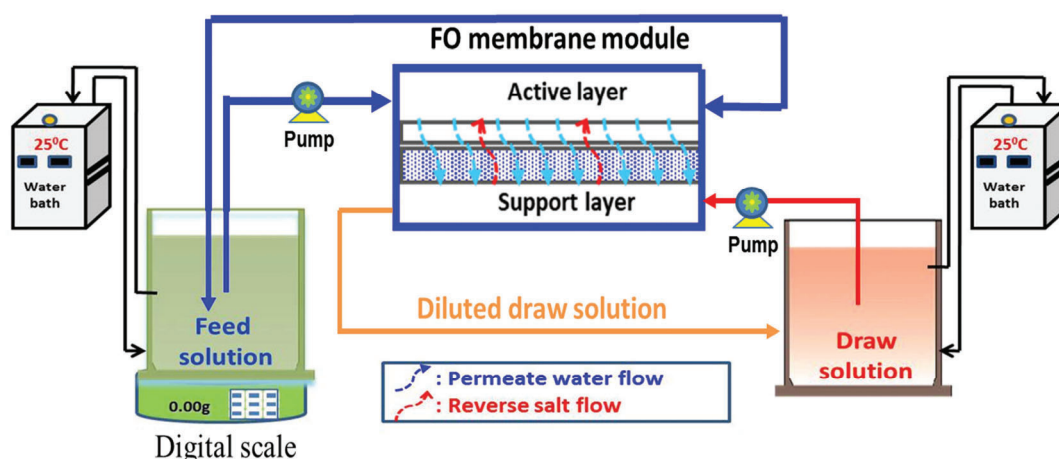 FO membrane module
Active layer
Pump
Support layer
Pump
25⁰C
Water
bath
25⁰C
Water
bath
Feed
solution
Diluted draw solution
Draw
solution
: Permeate water flow
: Reverse salt flow
0.00g
Digital scale